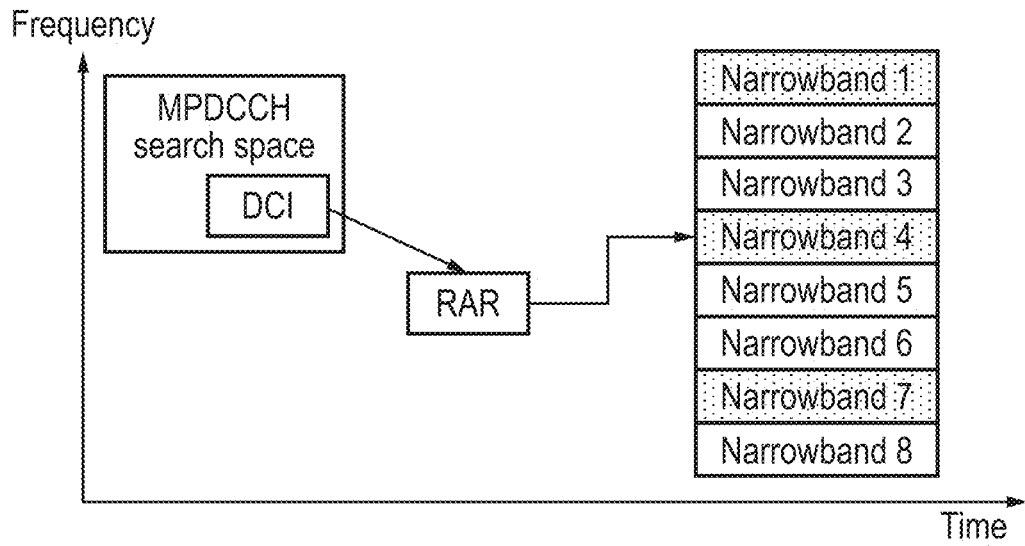 Frequency
MPDCCH
search space
DCI
RAR
Narrowband 1
Narrowband 2
Narrowband 3
Narrowband 4
Narrowband 5
Narrowband 6
Narrowband 7
Narrowband 8
Time